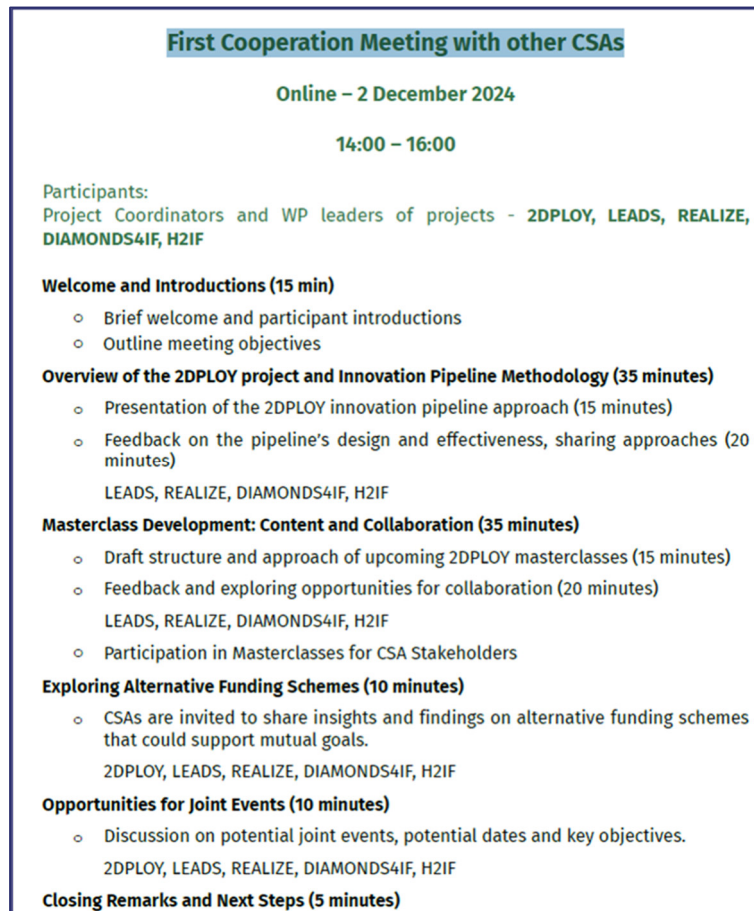 First Cooperation Meeting with other CSAs
Online – 2 December 2024
14:00 – 16:00
Participants:
Project Coordinators and WP leaders of projects - 2DPLOY, LEADS, REALIZE,
DIAMONDS4IF, H2IF
Welcome and Introductions (15 min)
○ Brief welcome and participant introductions
○ Outline meeting objectives
Overview of the 2DPLOY project and Innovation Pipeline Methodology (35 minutes)
○ Presentation of the 2DPLOY innovation pipeline approach (15 minutes)
○ Feedback on the pipeline’s design and effectiveness, sharing approaches (20
minutes)
LEADS, REALIZE, DIAMONDS4IF, H2IF
Masterclass Development: Content and Collaboration (35 minutes)
○ Draft structure and approach of upcoming 2DPLOY masterclasses (15 minutes)
○ Feedback and exploring opportunities for collaboration (20 minutes)
LEADS, REALIZE, DIAMONDS4IF, H2IF
○ Participation in Masterclasses for CSA Stakeholders
Exploring Alternative Funding Schemes (10 minutes)
○ CSAs are invited to share insights and findings on alternative funding schemes
that could support mutual goals.
2DPLOY, LEADS, REALIZE, DIAMONDS4IF, H2IF
Opportunities for Joint Events (10 minutes)
○ Discussion on potential joint events, potential dates and key objectives.
2DPLOY, LEADS, REALIZE, DIAMONDS4IF, H2IF
Closing Remarks and Next Steps (5 minutes)